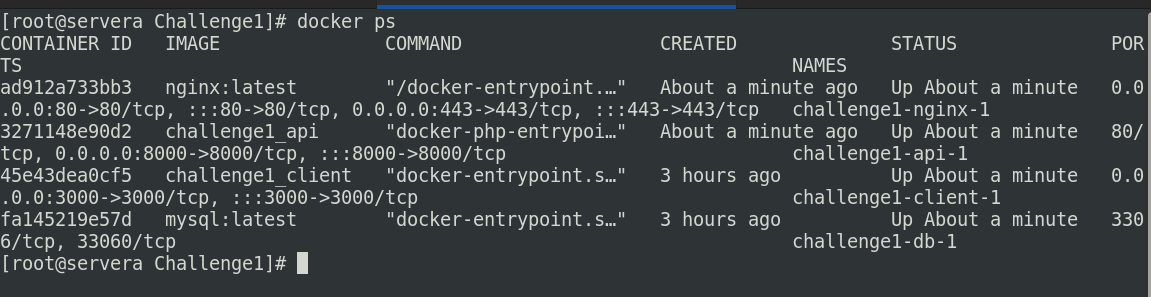 [root@servera Challenge1]# docker ps
CONTAINER ID   IMAGE               COMMAND                  CREATED              STATUS              POR
TS                                                                      NAMES
ad912a733bb3   nginx:latest        "/docker-entrypoint.…"   About a minute ago   Up About a minute   0.0
.0.0:80->80/tcp, :::80->80/tcp, 0.0.0.0:443->443/tcp, :::443->443/tcp   challenge1-nginx-1
3271148e90d2   challenge1_api      "docker-php-entrypoi…"   About a minute ago   Up About a minute   80/
tcp, 0.0.0.0:8000->8000/tcp, :::8000->8000/tcp                          challenge1-api-1
45e43dea0cf5   challenge1_client   "docker-entrypoint.s…"   3 hours ago          Up About a minute   0.0
.0.0:3000->3000/tcp, :::3000->3000/tcp                                  challenge1-client-1
fa145219e57d   mysql:latest        "docker-entrypoint.s…"   3 hours ago          Up About a minute   330
6/tcp, 33060/tcp                                                        challenge1-db-1
[root@servera Challenge1]#